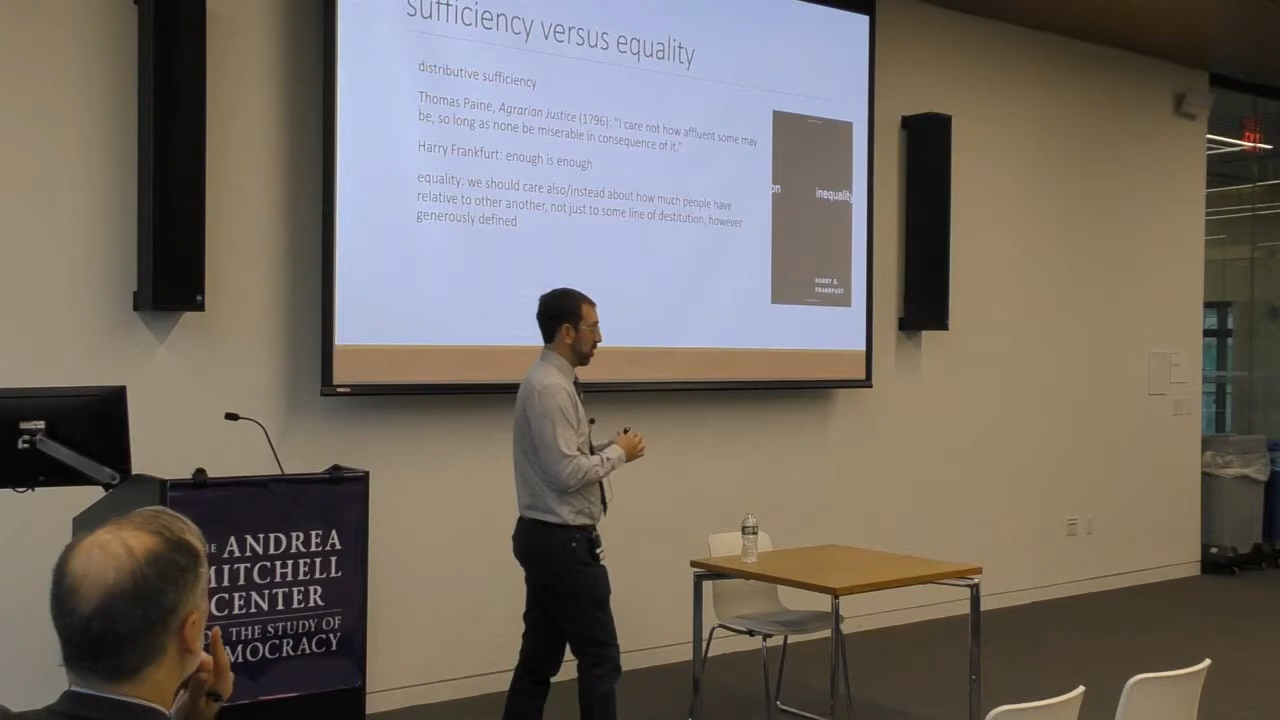 sufficiency versus equality
distributive sufficiency
Thomas Paine, Agrarian Justice (1796): "I care not how affluent some may
be, so long as none be miserable in consequence of it."
Harry Frankfurt: enough is enough
equality: we should care also/instead about how much people have
relative to other another, not just to some line of destitution, however
generously defined
on inequality
HARRY G.
FRANKFURT
EXIT
ANDREA
MITCHELL
CENTER
THE STUDY OF